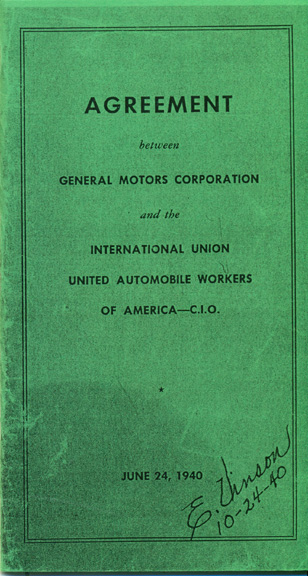 AGREEMENT
between
GENERAL MOTORS CORPORATION
and the
INTERNATIONAL UNION
UNITED AUTOMOBILE WORKERS
OF AMERICA—C.I.O.
*
JUNE 24, 1940
E. Vinson
10-24-40